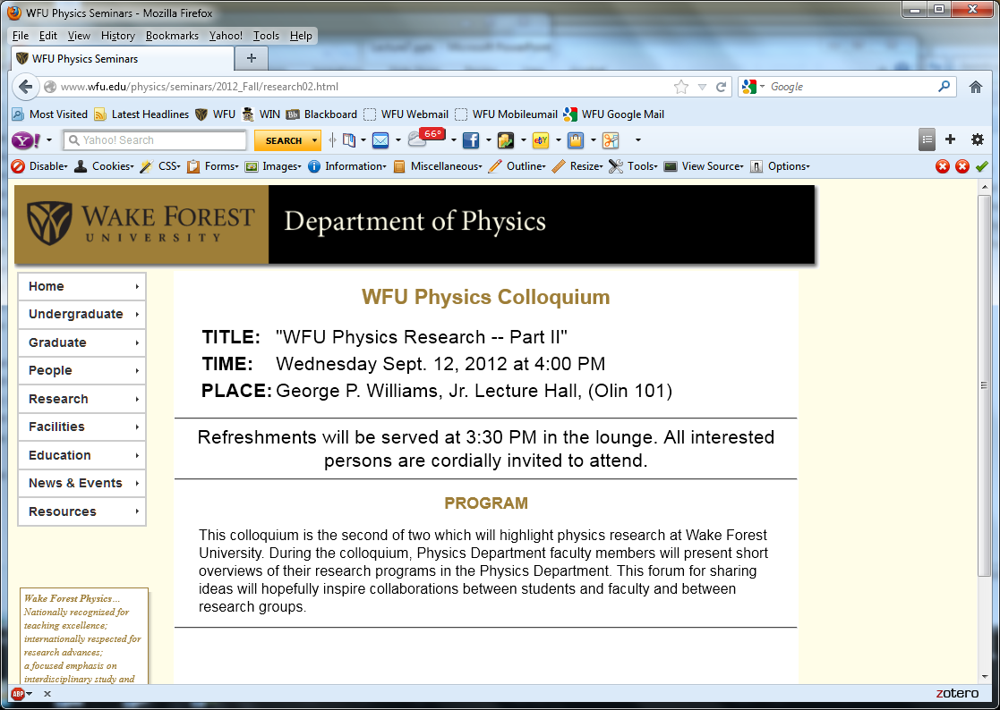 WFU Physics Seminars - Mozilla Firefox
File Edit View History Bookmarks Yahoo! Tools Help
WFU Physics Seminars
www.wfu.edu/physics/seminars/2012_Fall/research02.html
Google
Most Visited Latest Headlines WFU WIN Bb Blackboard WFU Webmail WFU Mobileumail WFU Google Mail
Y! Yahoo! Search SEARCH 66° eBY
Disable Cookies CSS Forms Images Information Miscellaneous Outline Resize Tools View Source Options
WAKE FOREST
UNIVERSITY
Department of Physics
Home
Undergraduate
Graduate
People
Research
Facilities
Education
News & Events
Resources
Wake Forest Physics...
Nationally recognized for
teaching excellence;
internationally respected for
research advances;
a focused emphasis on
interdisciplinary study and
WFU Physics Colloquium
TITLE: "WFU Physics Research -- Part II"
TIME: Wednesday Sept. 12, 2012 at 4:00 PM
PLACE: George P. Williams, Jr. Lecture Hall, (Olin 101)
Refreshments will be served at 3:30 PM in the lounge. All interested
persons are cordially invited to attend.
PROGRAM
This colloquium is the second of two which will highlight physics research at Wake Forest
University. During the colloquium, Physics Department faculty members will present short
overviews of their research programs in the Physics Department. This forum for sharing
ideas will hopefully inspire collaborations between students and faculty and between
research groups.
ABP zotero